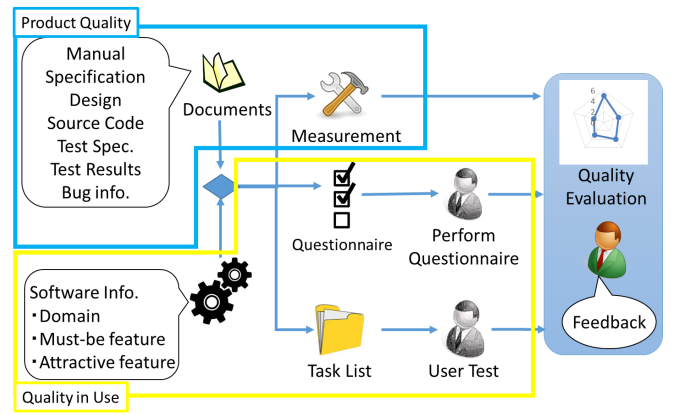 Product Quality
Manual
Specification
Design
Source Code
Test Spec.
Test Results
Bug info.
Documents
Measurement
6
4
2
0
Quality
Evaluation
Questionnaire
Perform
Questionnaire
Software Info.
・Domain
・Must-be feature
・Attractive feature
Task List
User Test
Feedback
Quality in Use